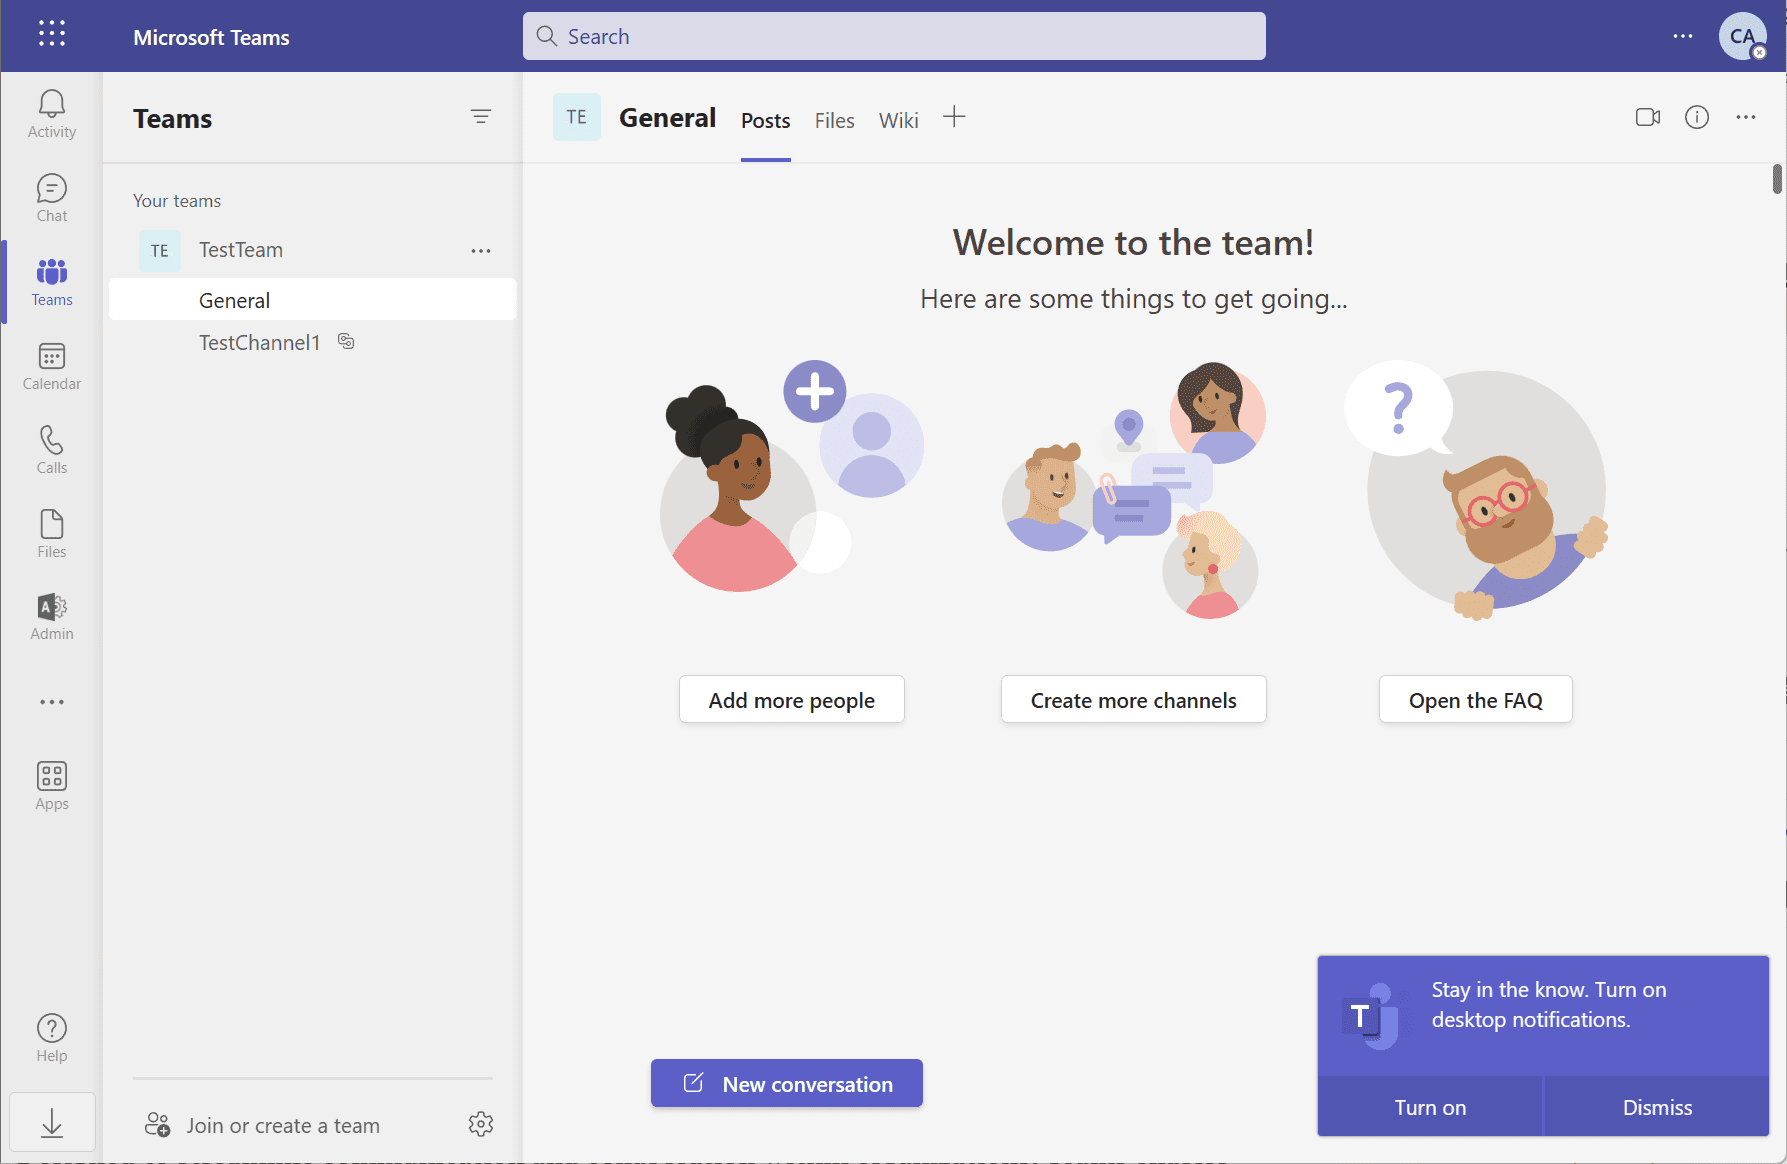 Microsoft Teams
Search
CA
Activity
Chat
Teams
Calendar
Calls
Files
Admin
Apps
Help
Teams
Your teams
TE TestTeam
General
TestChannel1
Join or create a team
TE General Posts Files Wiki
Welcome to the team!
Here are some things to get going...
?
Add more people
Create more channels
Open the FAQ
New conversation
T
Stay in the know. Turn on
desktop notifications.
Turn on
Dismiss